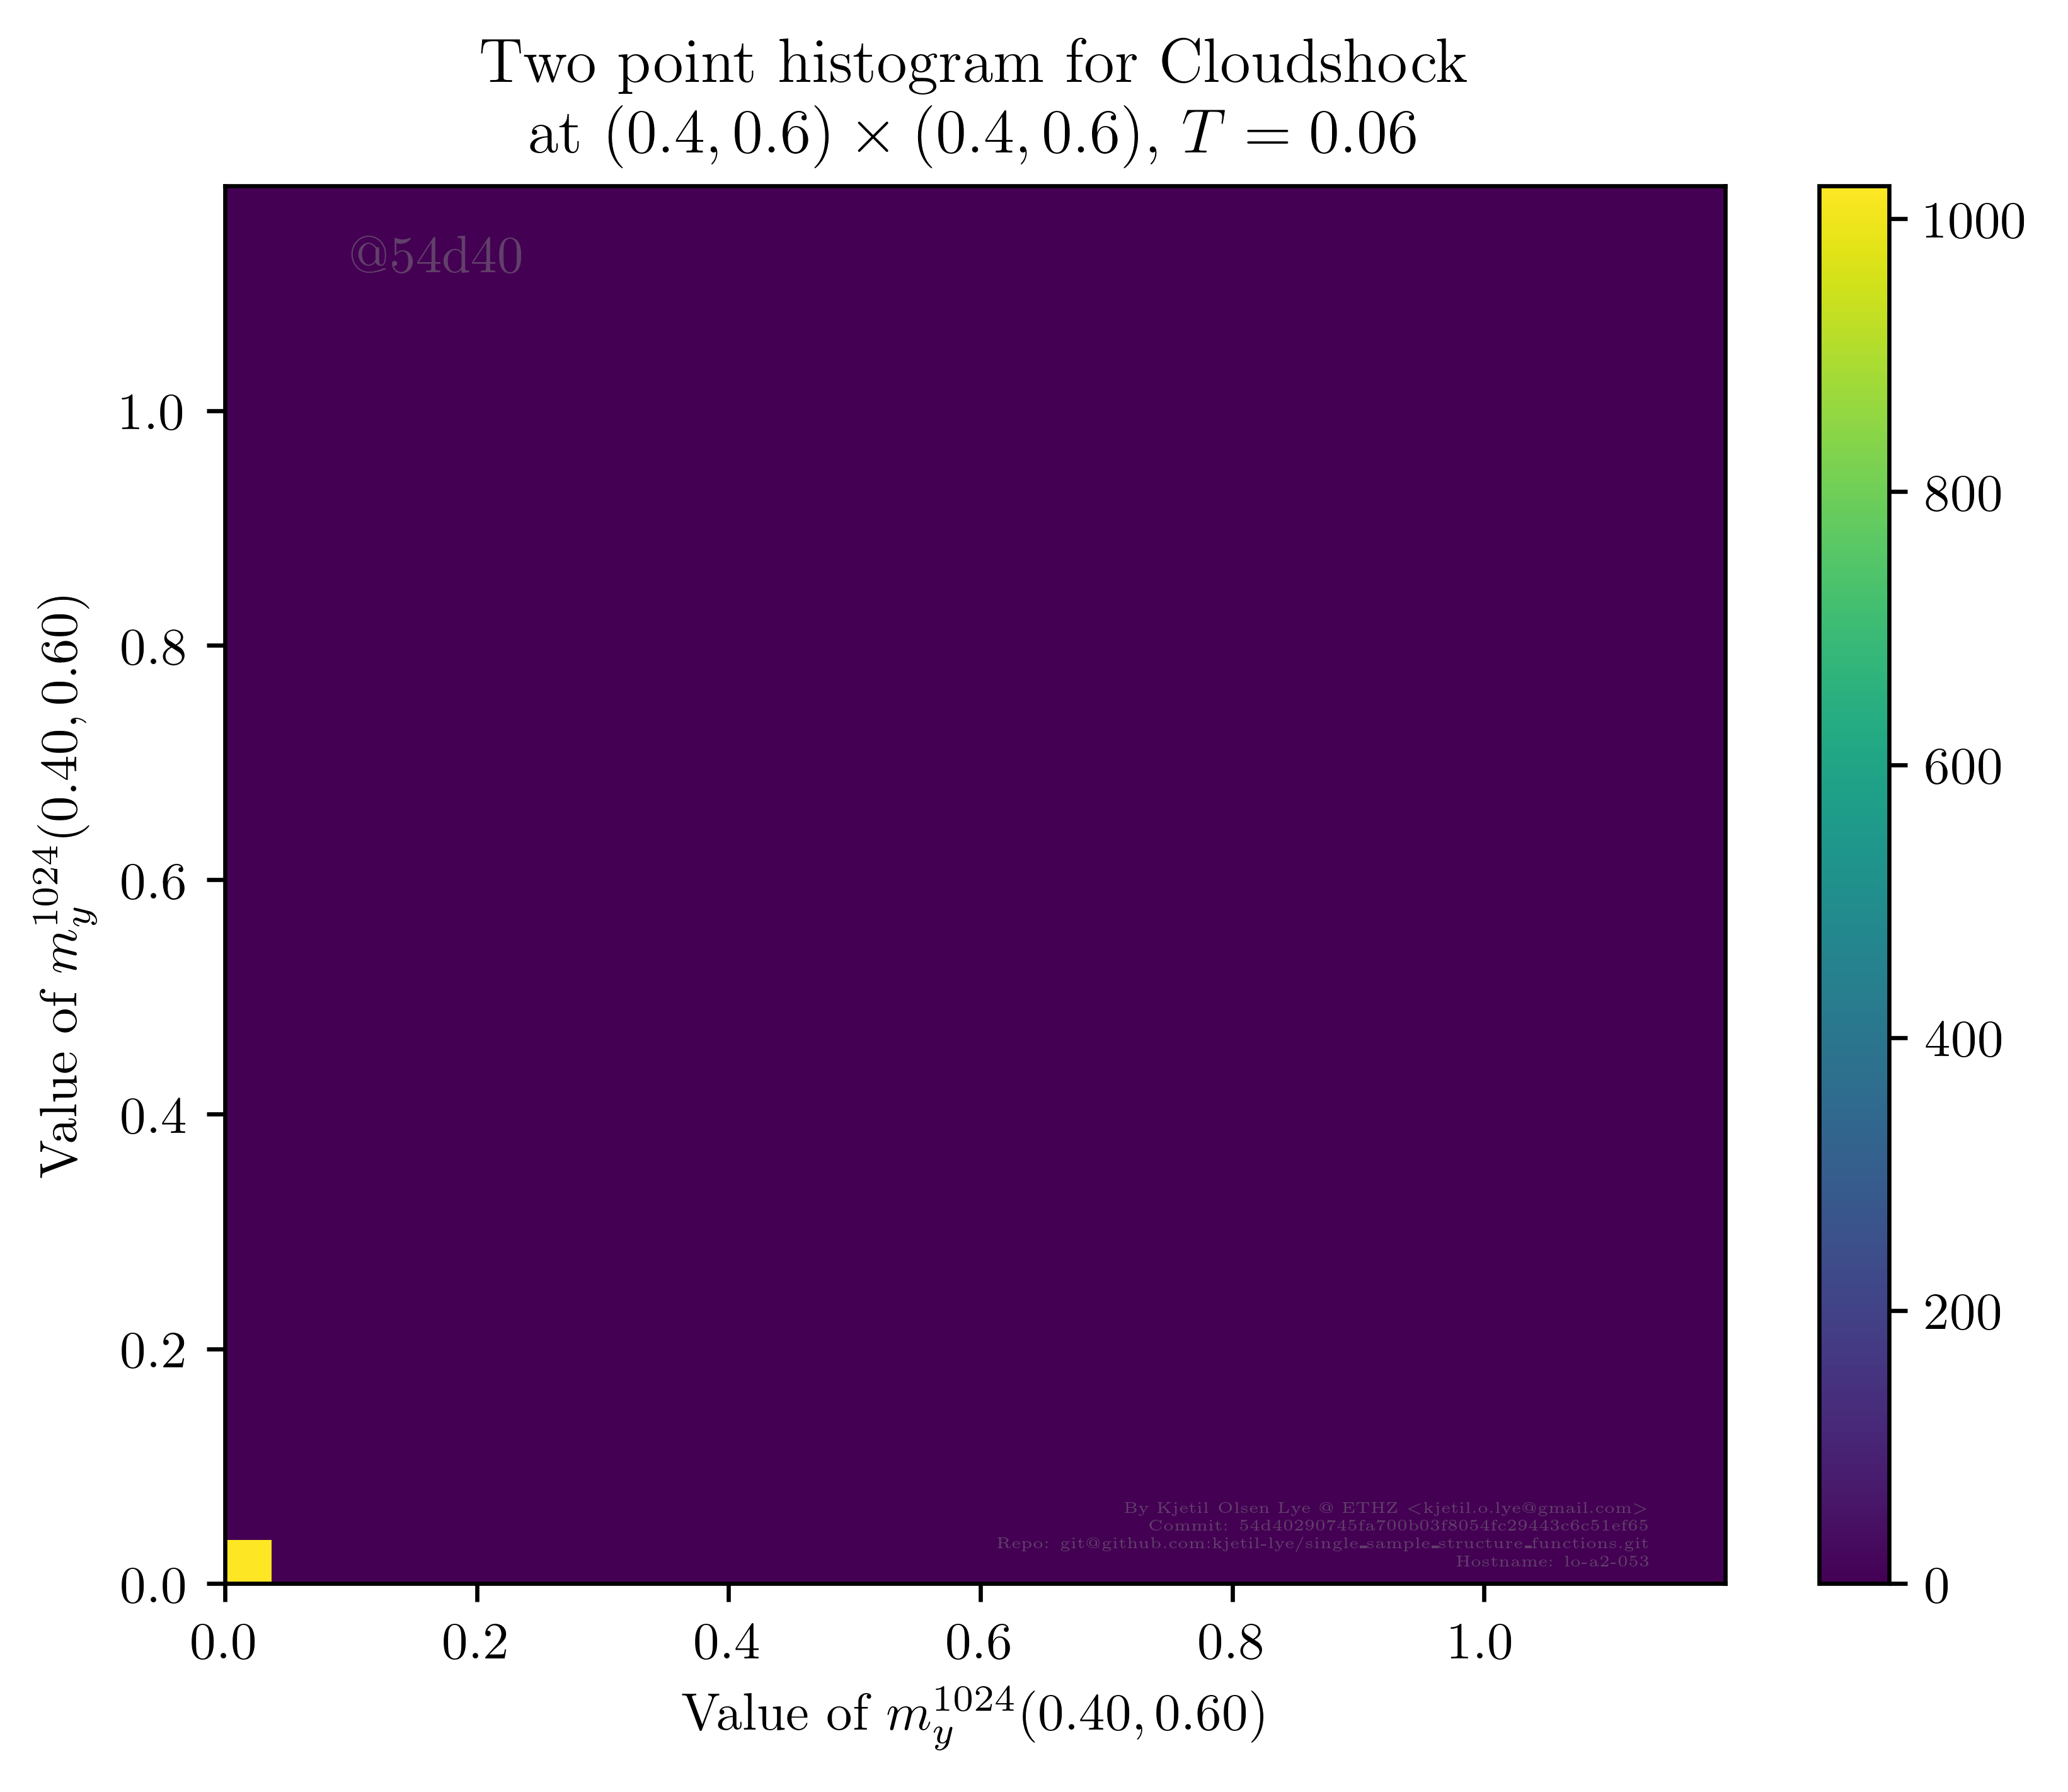 Two point histogram for Cloudshock
at (0.4, 0.6) × (0.4, 0.6), T = 0.06
@54d40
1000
800
600
400
200
0
1.0
0.8
0.6
0.4
0.2
0.0
Value of m_y^{1024}(0.40, 0.60)
By Kjetil Olsen Lye @ ETHZ <kjetil.o.lye@gmail.com>
Commit: 54d40290745fa700b03f8054fc29443c6c51ef65
Repo: git@github.com:kjetil-lye/single_sample_structure_functions.git
Hostname: lo-a2-053
0.0 0.2 0.4 0.6 0.8 1.0
Value of m_y^{1024}(0.40, 0.60)